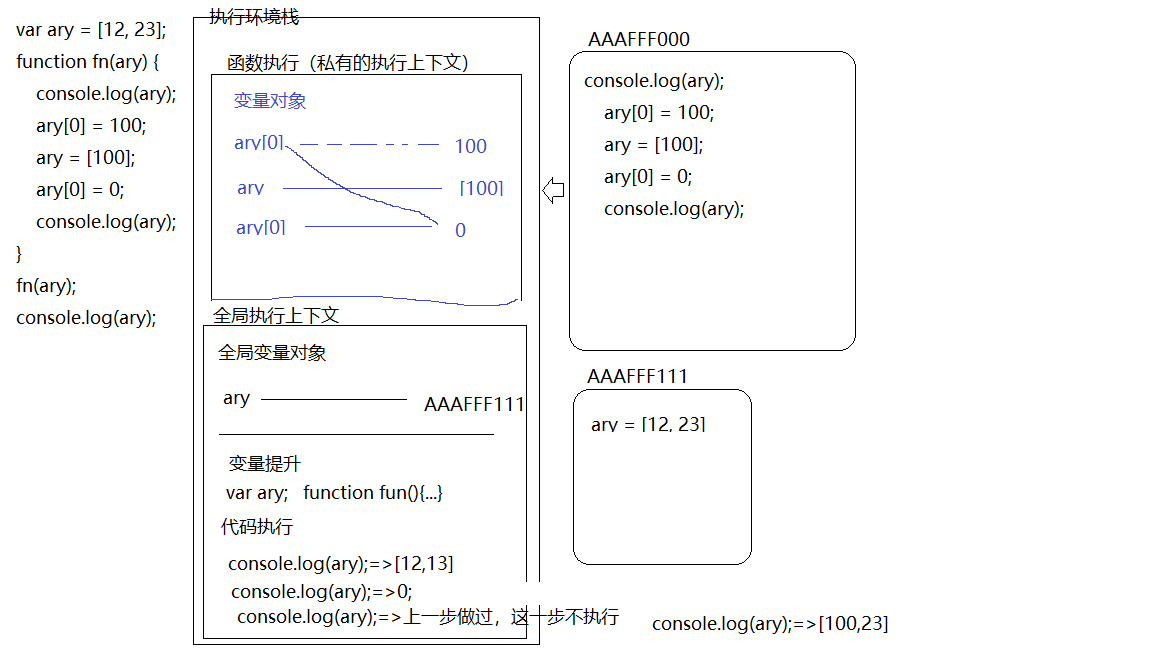 var ary = [12, 23];
function fn(ary) {
console.log(ary);
ary[0] = 100;
ary = [100];
ary[0] = 0;
console.log(ary);
}
fn(ary);
console.log(ary);
执行环境栈
函数执行（私有的执行上下文）
变量对象
ary[0]
100
ary
[100]
ary[0]
0
全局执行上下文
全局变量对象
ary
AAAFFF111
变量提升
var ary; function fun(){...}
代码执行
console.log(ary);=>[12,13]
console.log(ary);=>0;
console.log(ary);=>上一步做过，这一步不执行
AAAFFF000
console.log(ary);
ary[0] = 100;
ary = [100];
ary[0] = 0;
console.log(ary);
AAAFFF111
ary = [12, 23]
console.log(ary);=>[100,23]